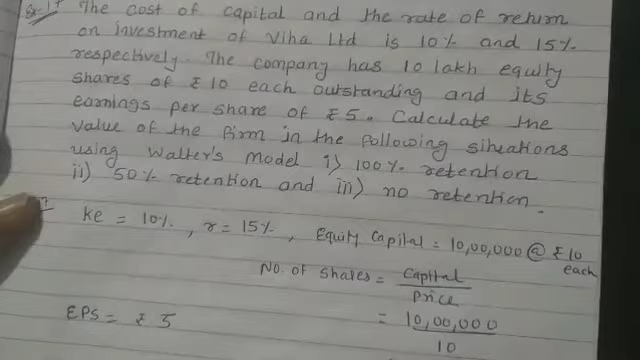 Ex-17 The cost of capital and the rate of return
on investment of Viha Ltd is 10% and 15%
respectively. The company has 10 lakh equity
shares of ₹10 each outstanding and its
earnings per share of ₹5. Calculate the
value of the firm in the following situations
using Walter's model i) 100% retention
ii) 50% retention and iii) no retention.
ke = 10%, r = 15%, Equity Capital = 10,00,000 @ ₹10 each
No. of Shares = Capital
Price
EPS = ₹ 5
= 10,00,000
10